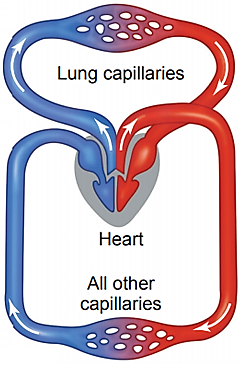 Lung capillaries
Heart
All other
capillaries